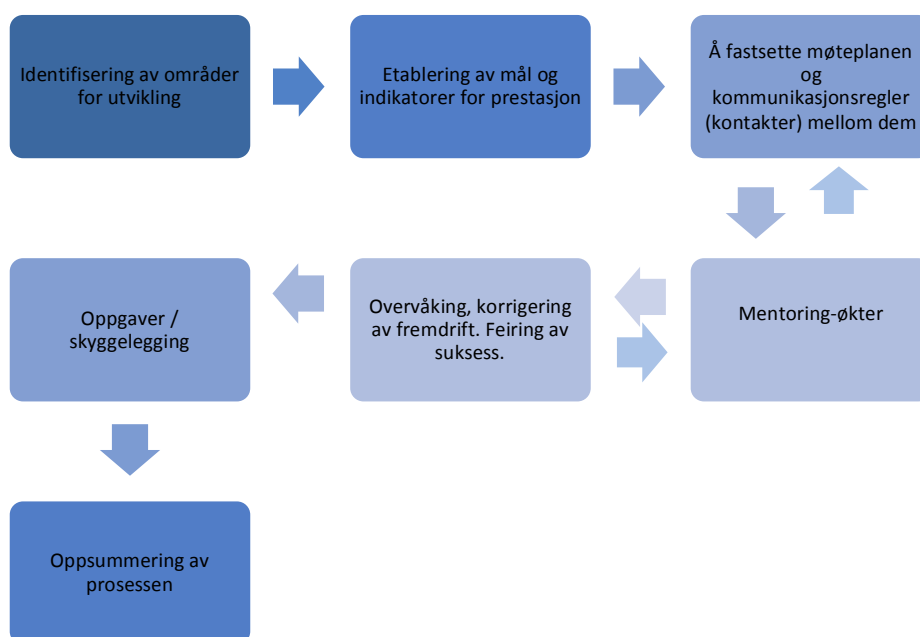 Identifisering av områder
for utvikling
Etablering av mål og
indikatorer for prestasjon
Å fastsette møteplanen
og
kommunikasjonsregler
(kontakter) mellom dem
Mentoring-økter
Overvåking, korrigering
av fremdrift. Feiring av
suksess.
Oppgaver /
skyggelegging
Oppsummering av
prosessen